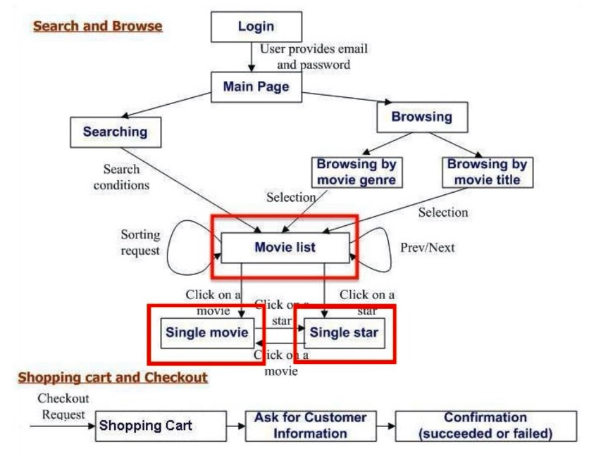 Search and Browse
Login
User provides email
and password
Main Page
Searching
Browsing
Search
conditions
Browsing by
movie genre
Browsing by
movie title
Selection
Selection
Sorting
request
Movie list
Prev/Next
Click on a
movie
Click on a
star
Click on a
star
Single movie
Single star
Click on a
movie
Shopping cart and Checkout
Checkout
Request
Shopping Cart
Ask for Customer
Information
Confirmation
(succeeded or failed)